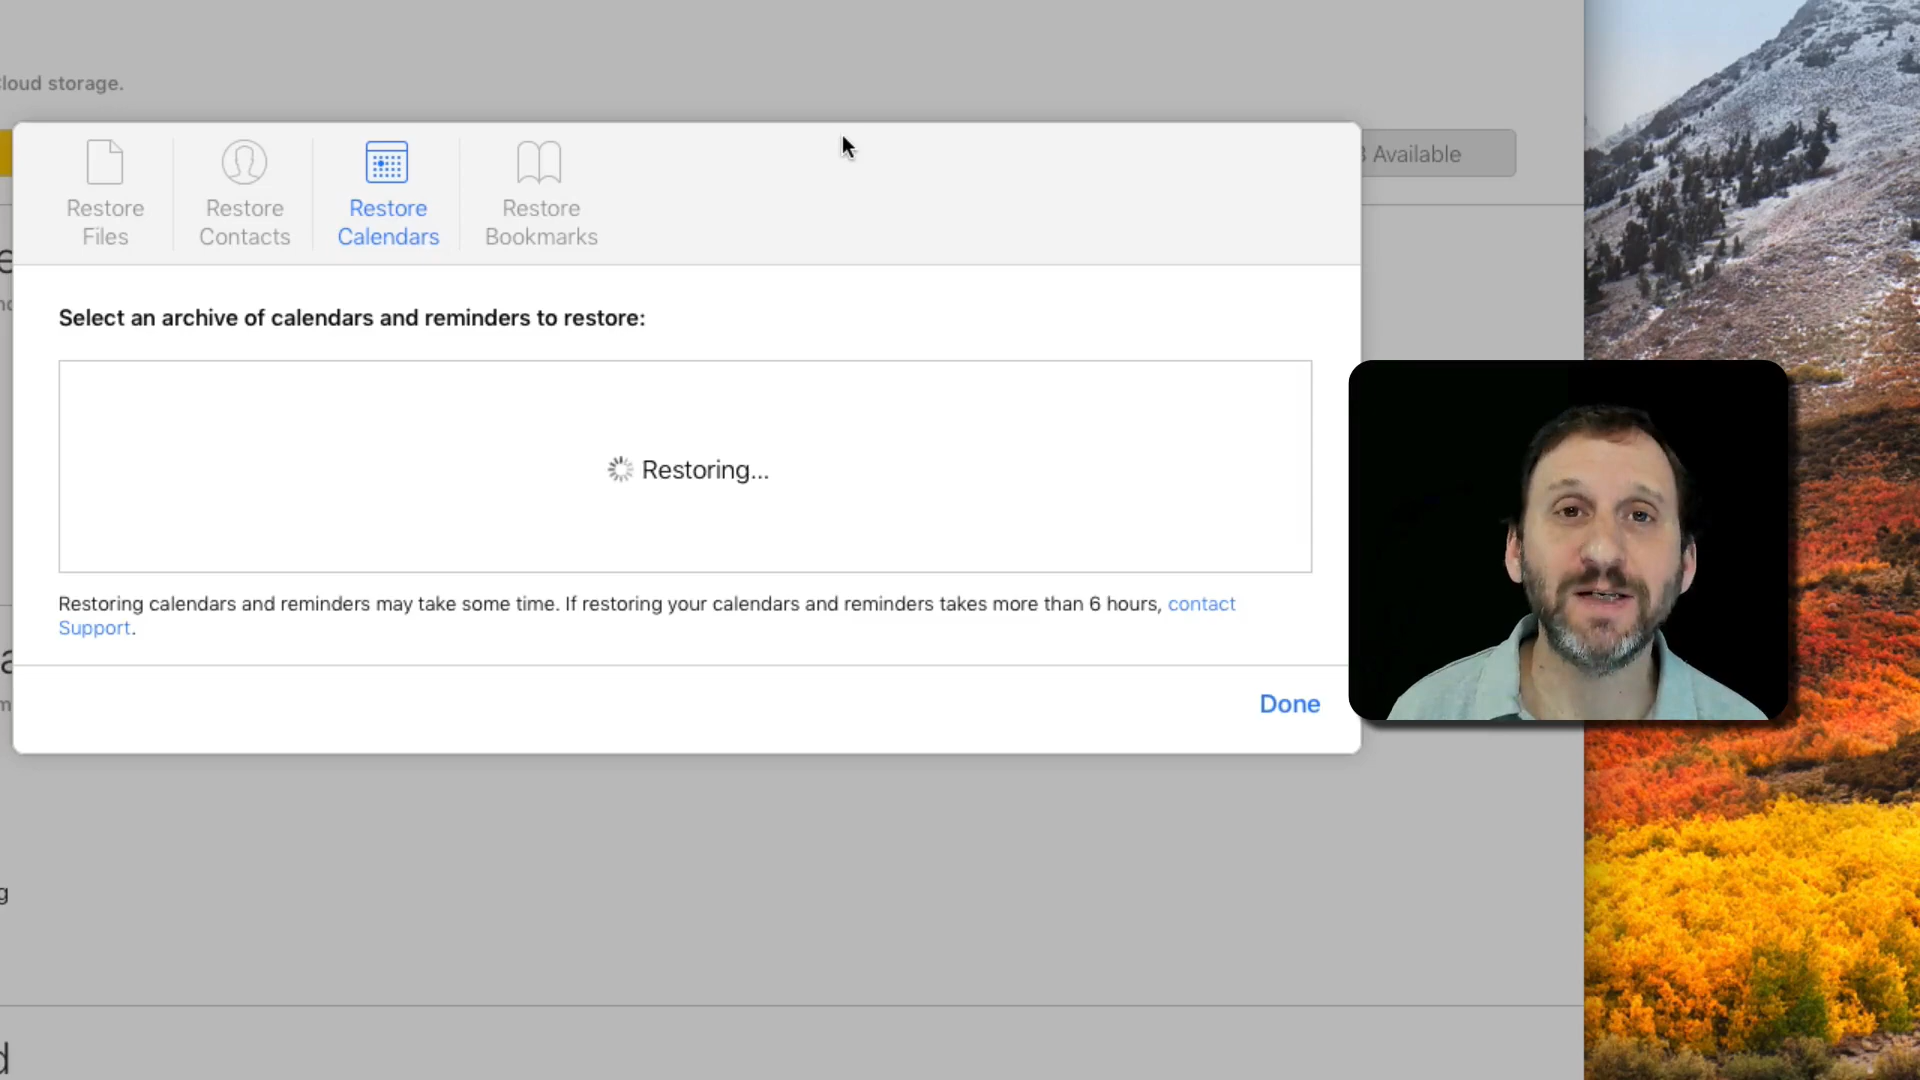 Cloud storage.
Available
Restore
Files
Restore
Contacts
Restore
Calendars
Restore
Bookmarks
Select an archive of calendars and reminders to restore:
Restoring...
Restoring calendars and reminders may take some time. If restoring your calendars and reminders takes more than 6 hours, contact
Support.
Done